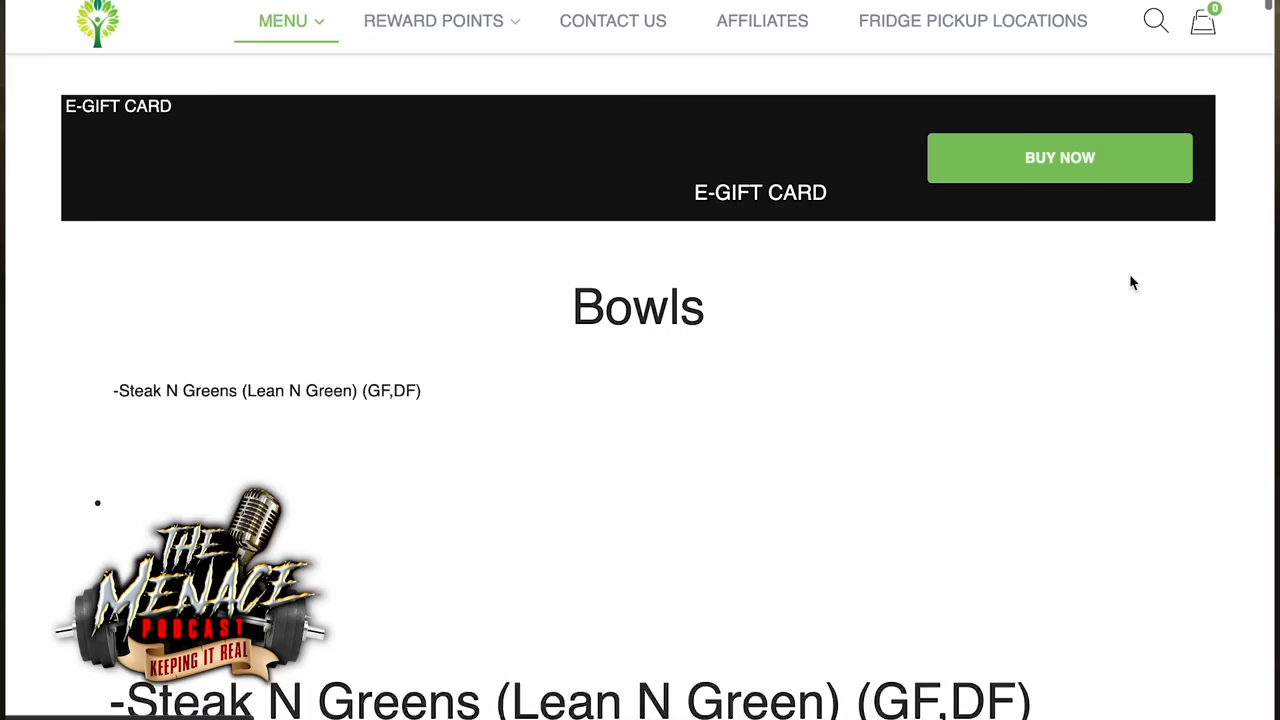 MENU
REWARD POINTS
CONTACT US
AFFILIATES
FRIDGE PICKUP LOCATIONS
0
E-GIFT CARD
BUY NOW
E-GIFT CARD
Bowls
-Steak N Greens (Lean N Green) (GF,DF)
THE
MENACE
PODCAST
KEEPING IT REAL
-Steak N Greens (Lean N Green) (GF,DF)